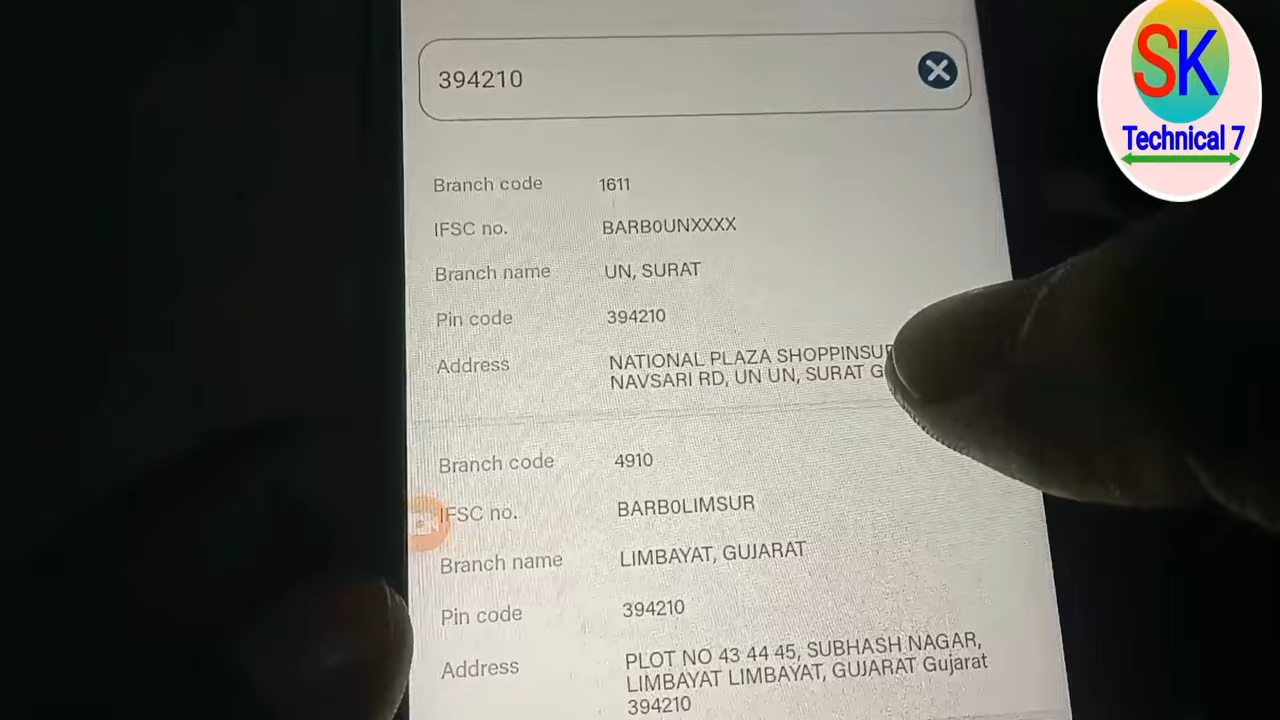 394210
SK
Technical 7
Branch code 1611
IFSC no. BARB0UNXXXX
Branch name UN, SURAT
Pin code 394210
Address NATIONAL PLAZA
NAVSARI RD, UN UN, SURAT
Branch code 4910
IFSC no. BARB0LIMSUR
Branch name LIMBAYAT, GUJARAT
Pin code 394210
Address PLOT NO 43 44 45, SUBHASH NAGAR,
LIMBAYAT LIMBAYAT, GUJARAT Gujarat
394210